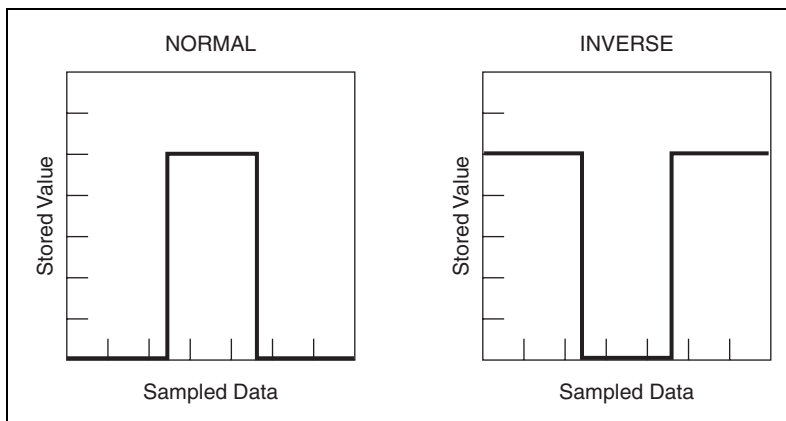 NORMAL
Stored Value
Sampled Data
INVERSE
Stored Value
Sampled Data